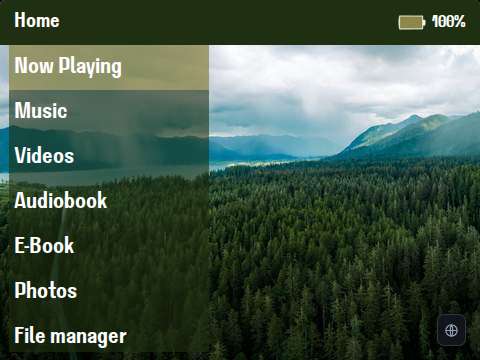 Home
100%
Now Playing
Music
Videos
Audiobook
E-Book
Photos
File manager